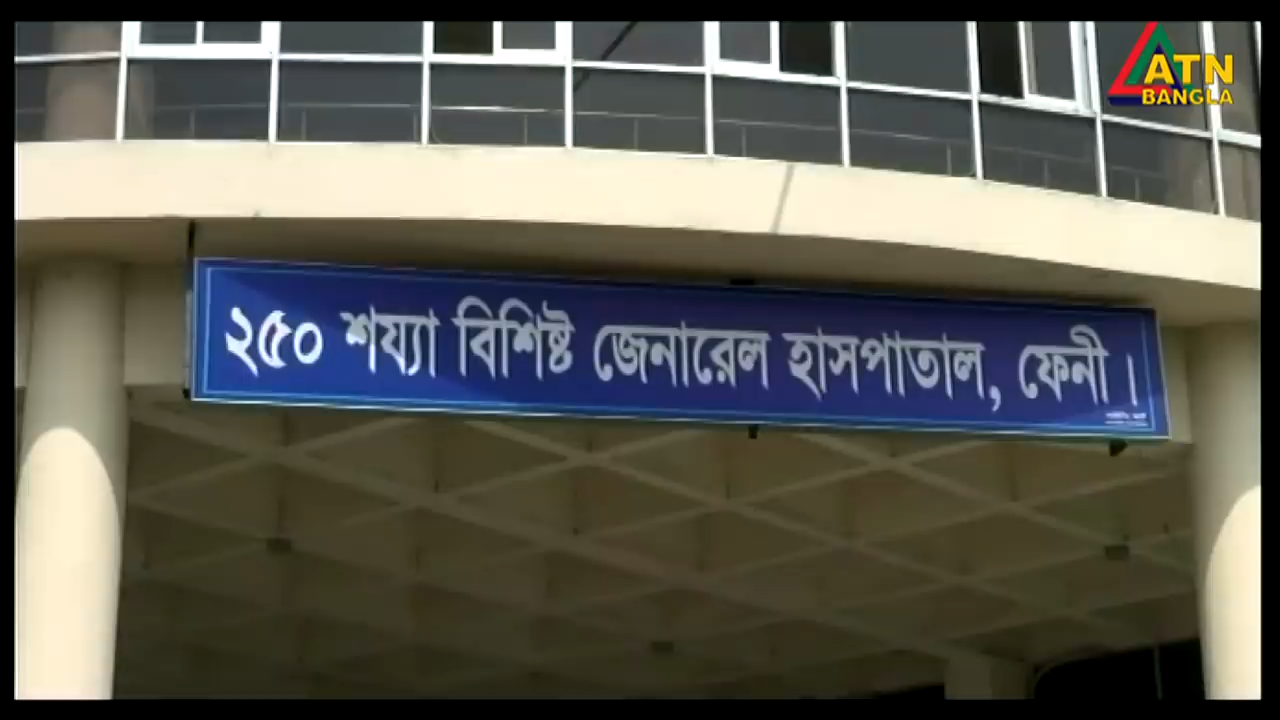 ATN
BANGLA
২৫০ শয্যা বিশিষ্ট জেনারেল হাসপাতাল, ফেনী ।